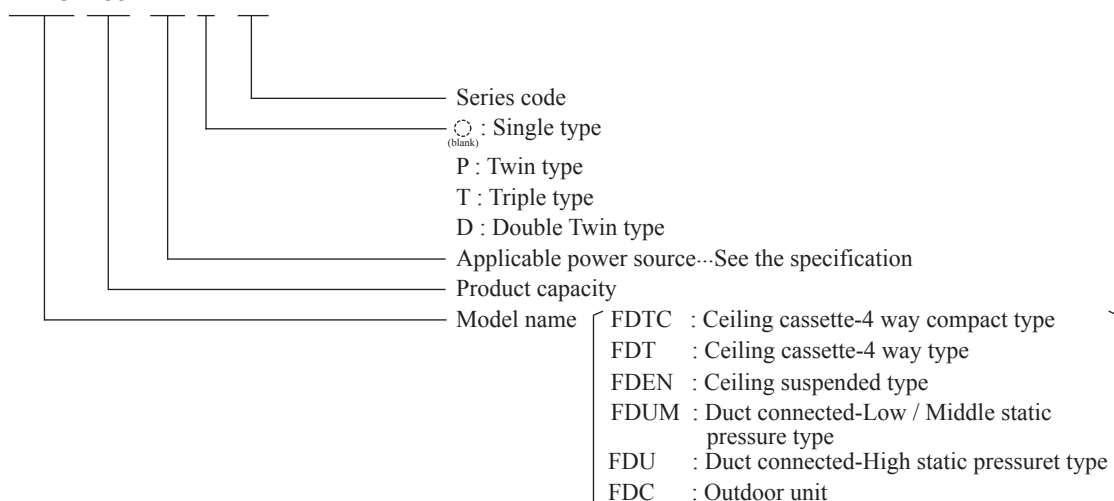 Series code
: Single type
(blank)
P : Twin type
T : Triple type
D : Double Twin type
Applicable power source···See the specification
Product capacity
Model name
FDTC : Ceiling cassette-4 way compact type
FDT : Ceiling cassette-4 way type
FDEN : Ceiling suspended type
FDUM : Duct connected-Low / Middle static
pressure type
FDU : Duct connected-High static pressuret type
FDC : Outdoor unit